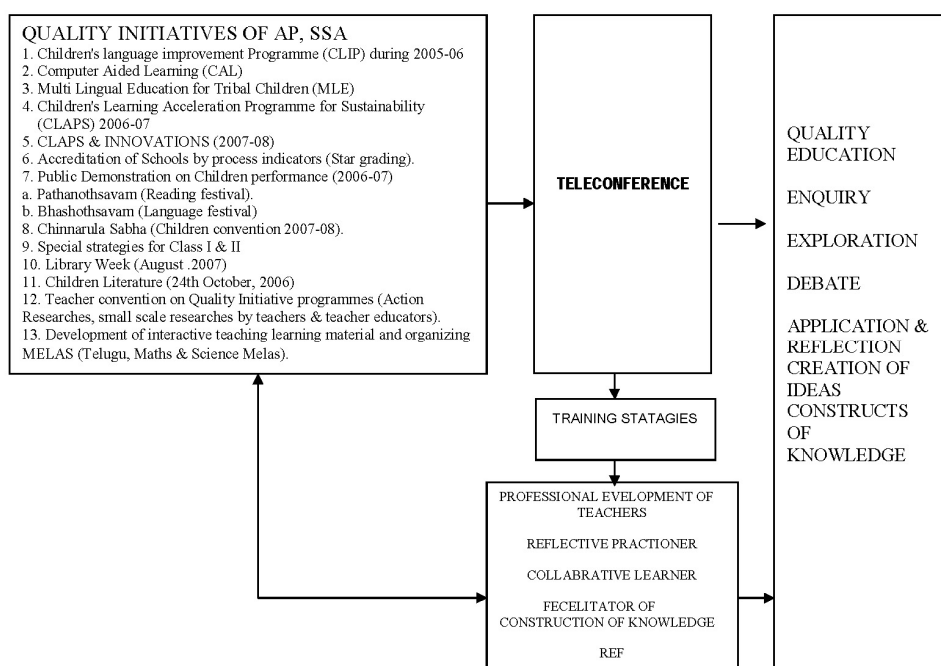 QUALITY INITIATIVES OF AP, SSA
1. Children's language improvement Programme (CLIP) during 2005-06
2. Computer Aided Learning (CAL)
3. Multi Lingual Education for Tribal Children (MLE)
4. Children's Learning Acceleration Programme for Sustainability
(CLAPS) 2006-07
5. CLAPS & INNOVATIONS (2007-08)
6. Accreditation of Schools by process indicators (Star grading).
7. Public Demonstration on Children performance (2006-07)
a. Pathanothsavam (Reading festival).
b. Bhashothsavam (Language festival)
8. Chinnarula Sabha (Children convention 2007-08).
9. Special strategies for Class I & II
10. Library Week (August .2007)
11. Children Literature (24th October, 2006)
12. Teacher convention on Quality Initiative programmes (Action
Researches, small scale researches by teachers & teacher educators).
13. Development of interactive teaching learning material and organizing
MELAS (Telugu, Maths & Science Melas).
TELECONFERENCE
TRAINING STATAGIES
PROFESSIONAL EVELOPMENT OF
TEACHERS
REFLECTIVE PRACTIONER
COLLABRATIVE LEARNER
FECELITATOR OF
CONSTRUCTION OF KNOWLEDGE
REF
QUALITY
EDUCATION
ENQUIRY
EXPLORATION
DEBATE
APPLICATION &
REFLECTION
CREATION OF
IDEAS
CONSTRUCTS
OF
KNOWLEDGE